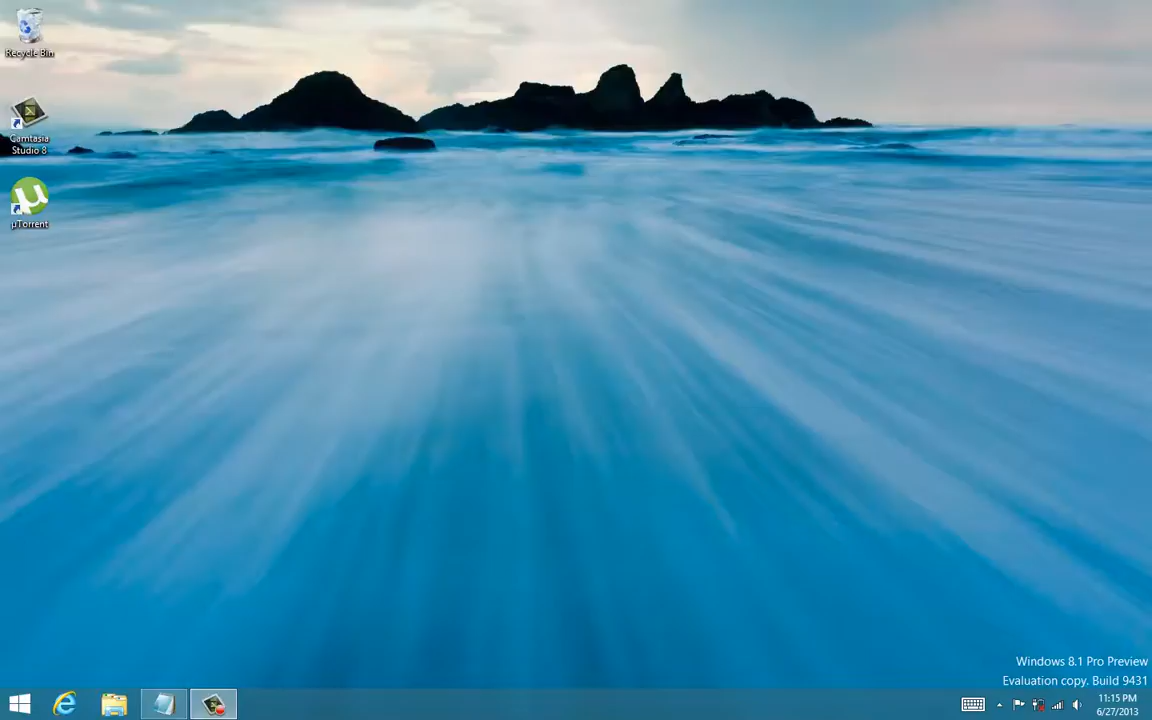 Recycle Bin
Camtasia
Studio 8
µTorrent
Windows 8.1 Pro Preview
Evaluation copy. Build 9431
11:15 PM
6/27/2013